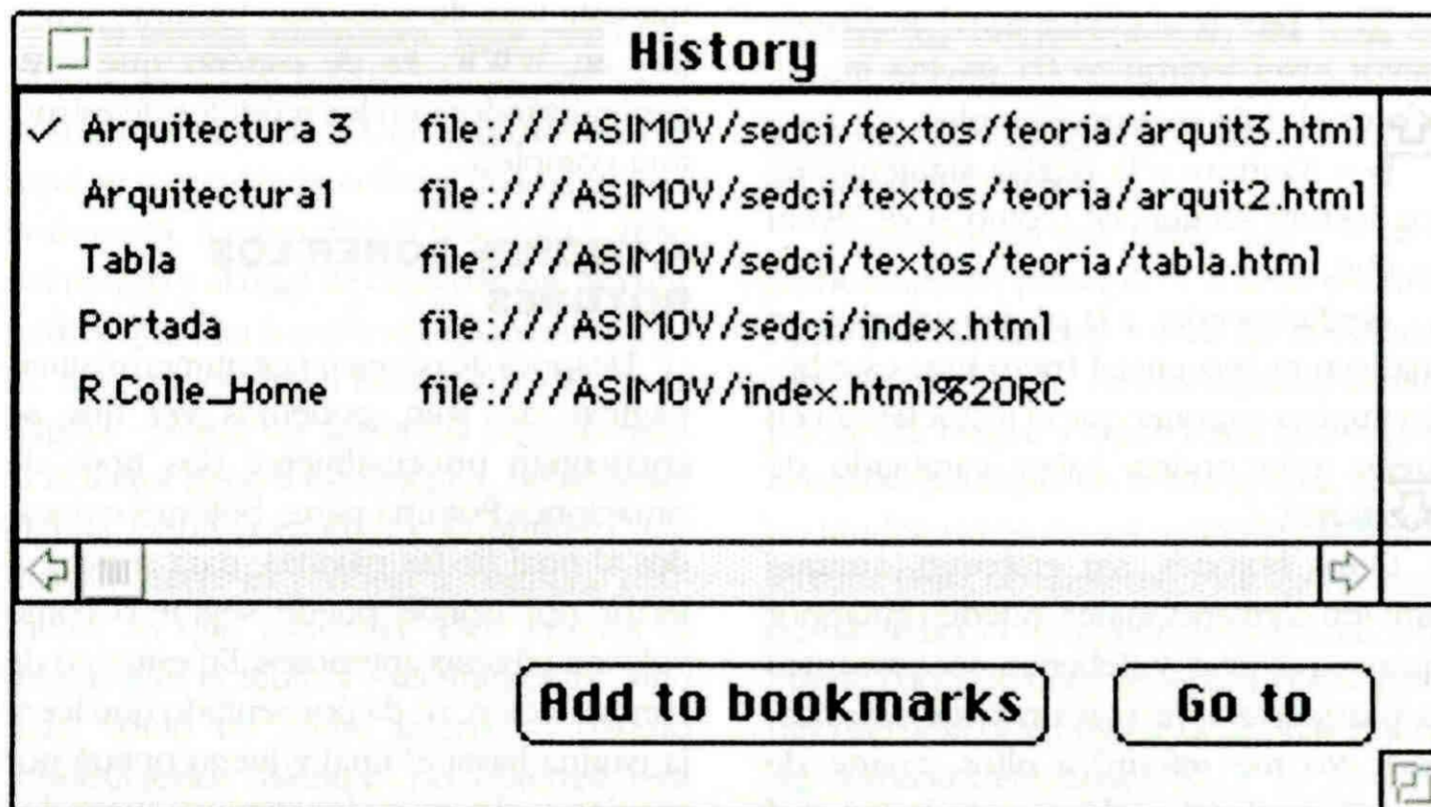 History
✓ Arquitectura 3 file:///ASIMOV/sedci/textos/teoria/arquit3.html
Arquitectura1 file:///ASIMOV/sedci/textos/teoria/arquit2.html
Tabla file:///ASIMOV/sedci/textos/teoria/tabla.html
Portada file:///ASIMOV/sedci/index.html
R.Colle_Home file:///ASIMOV/index.html%20RC
Add to bookmarks Go to